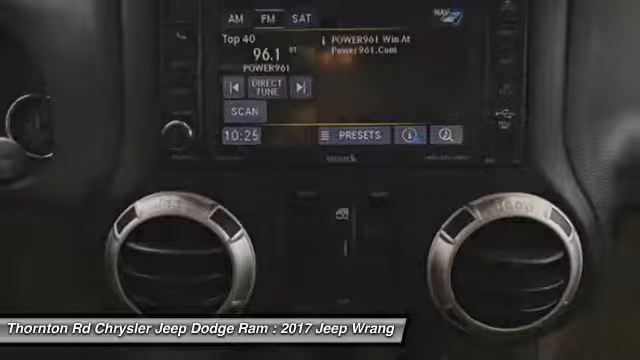 AM FM SAT
NAV
Top 40
96.1
POWER961
i POWER961 Win At
Power961.Com
DIRECT
TUNE
SCAN
10:25
PRESETS
Jeep
Thornton Rd Chrysler Jeep Dodge Ram : 2017 Jeep Wrang